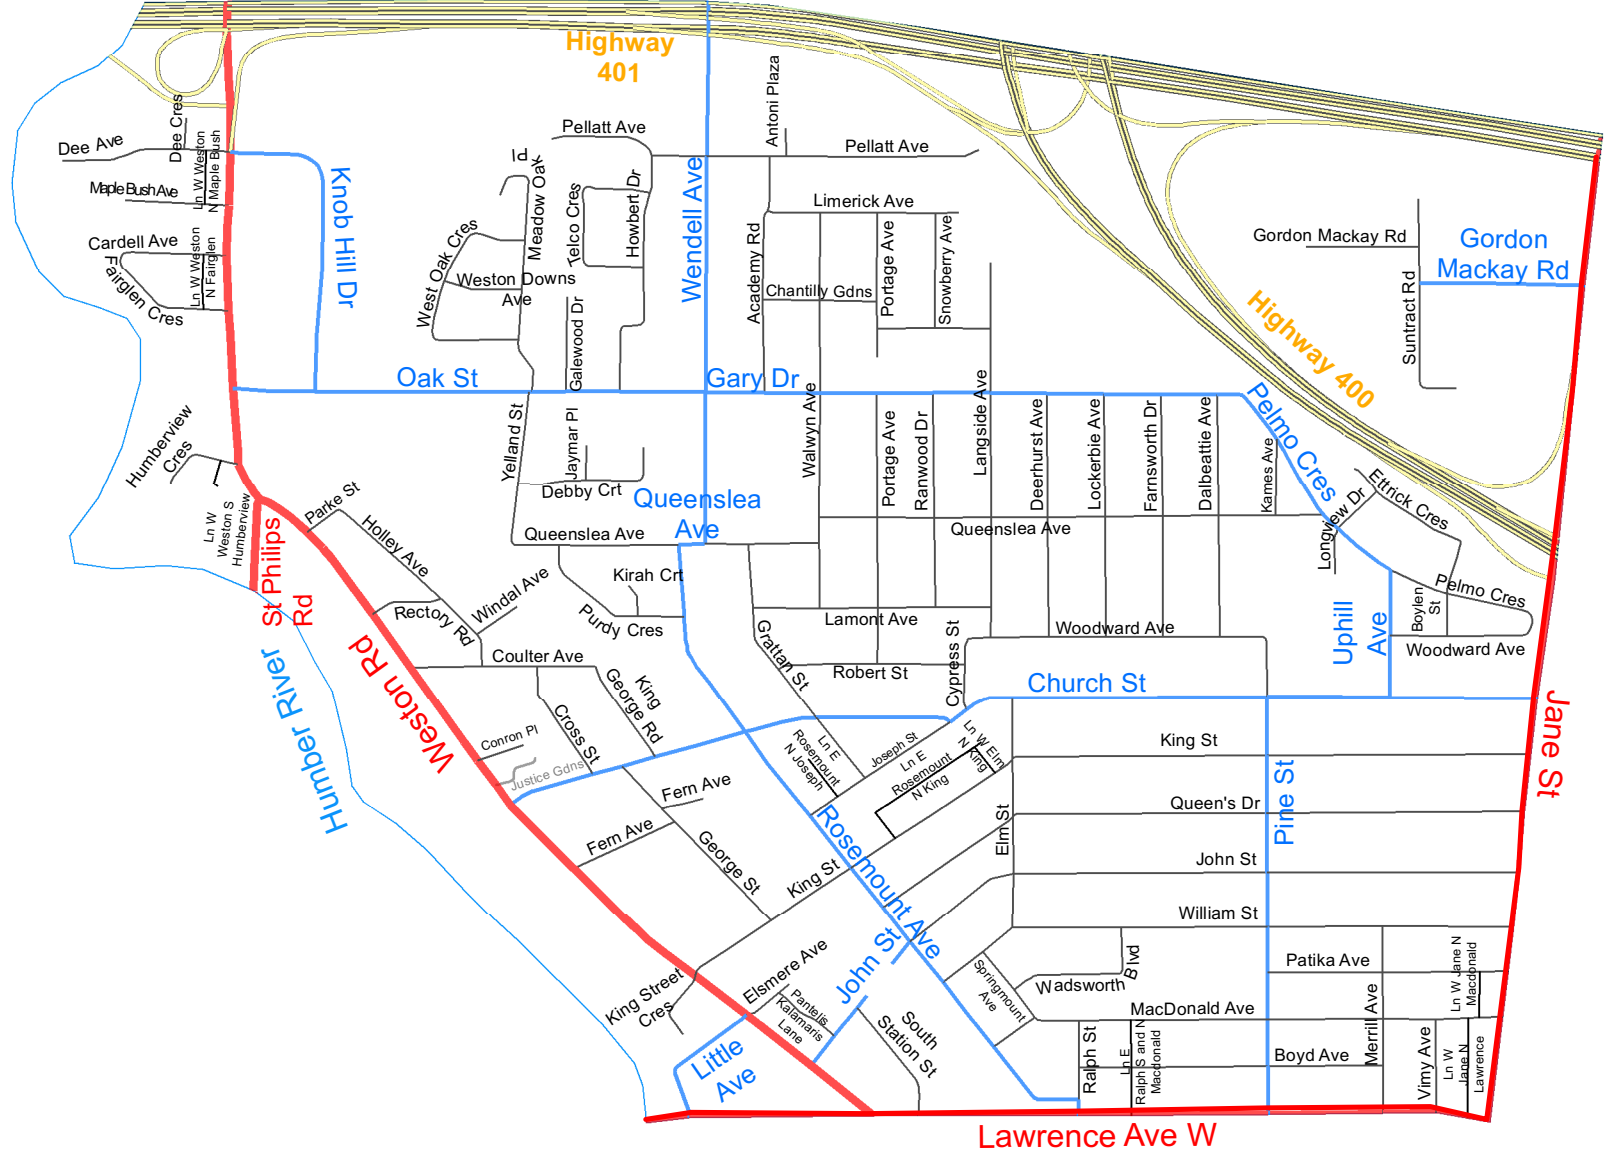 Highway
401
Antoni Plaza
Dee Ave
Dee Cres
Ln W Weston
N Maple Bush
Maple Bush Ave
Cardell Ave
Fairglen Cres
Ln W Weston
N Fairglen
Knob Hill Dr
Pellatt Ave
Pellatt Ave
Meadow Oak
Pl
Telco Cres
Howbert Dr
Wendell Ave
West Oak Cres
Weston Downs
Ave
Galewood Dr
Limerick Ave
Academy Rd
Portage Ave
Snowberry Ave
Chantilly Gdns
Gordon Mackay Rd
Gordon
Mackay Rd
Suntract Rd
Highway 400
Oak St
Gary Dr
Pelmo Cres
Humberview
Cres
Ln W
Weston S
Humberview
St Philips
Rd
Parke St
Holley Ave
Rectory Rd
Windal Ave
Yelland St
Jaymar Pl
Debby Crt
Queenslea
Ave
Queenslea Ave
Kirah Crt
Purdy Cres
Walwyn Ave
Portage Ave
Ranwood Dr
Langside Ave
Deerhurst Ave
Lockerbie Ave
Farnsworth Dr
Dalbeattie Ave
Kames Ave
Queenslea Ave
Longview Dr
Ettrick Cres
Pelmo Cres
Boylen
St
Woodward Ave
Uphill
Ave
Lamont Ave
Woodward Ave
Robert St
Cypress St
Grattan St
Church St
Humber River
Weston Rd
Coulter Ave
King
George Rd
Cross St
Conron Pl
Justice Gdns
Fern Ave
Fern Ave
George St
Ln E
Rosemount
N Joseph
Joseph St
Ln E
Rosemount
N King
Ln W Elm
N King
King St
King St
Queen's Dr
Elm St
John St
William St
Pine St
Jane St
Rosemount Ave
John St
King Street
Cres
Elsmere Ave
Pantelis
Kalamaris
Lane
South
Station St
Little
Ave
Springmount
Ave
Wadsworth
Blvd
Patika Ave
MacDonald Ave
Merrill Ave
Ln W Jane N
Macdonald
Ralph St
Ln E
Ralph S and N
Macdonald
Boyd Ave
Vimy Ave
Ln W
Jane N
Lawrence
Lawrence Ave W